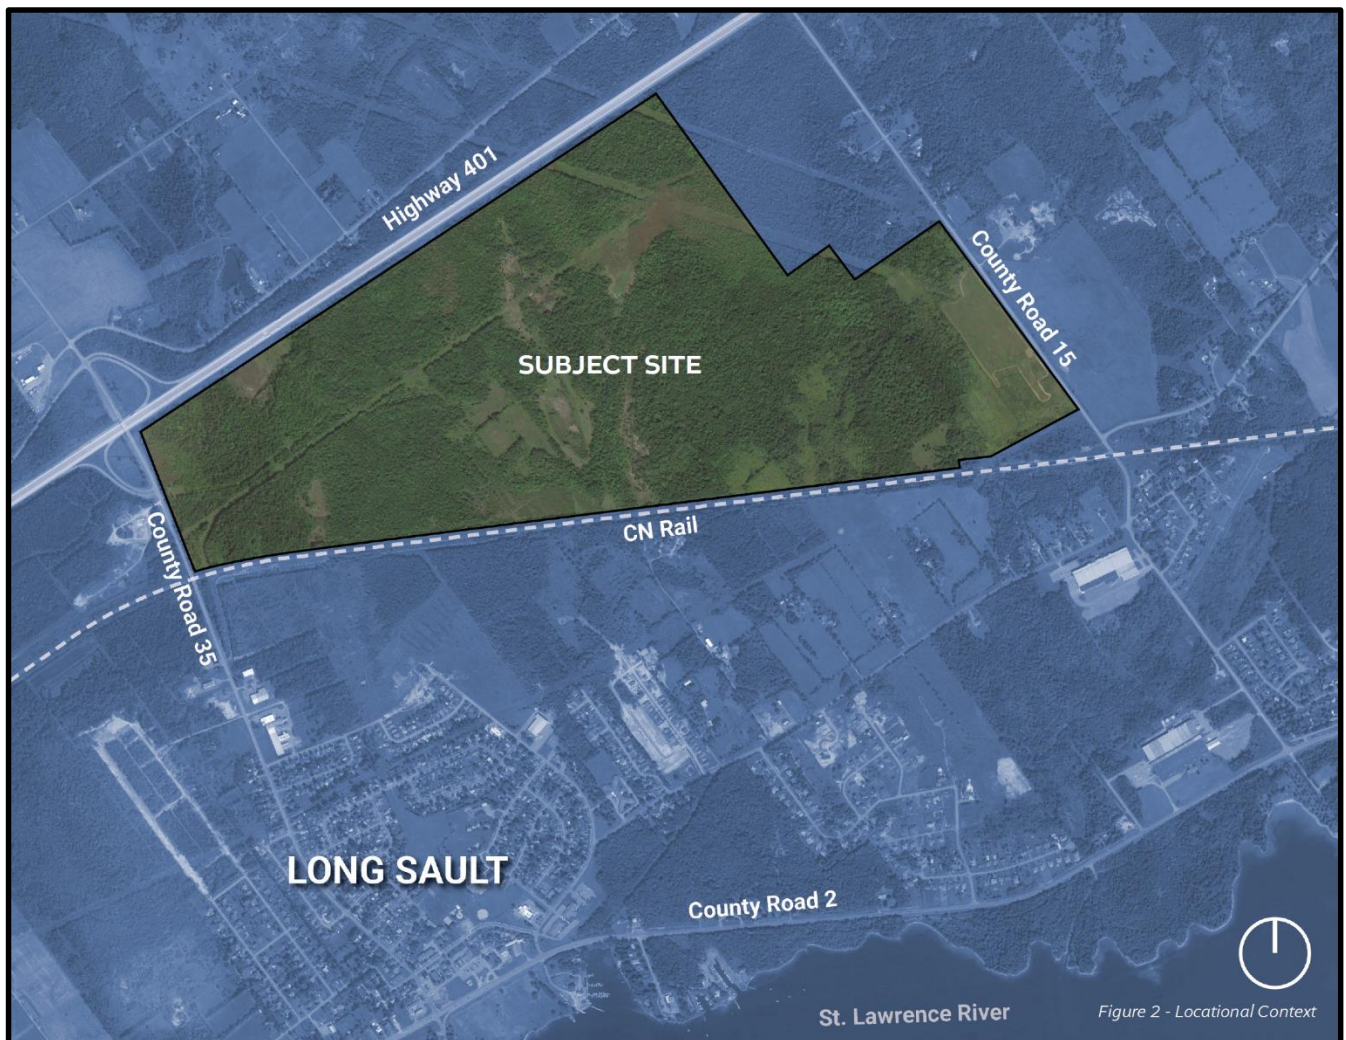 Highway 401
County Road 15
SUBJECT SITE
CN Rail
County Road 35
LONG SAULT
County Road 2
St. Lawrence River
Figure 2 - Locational Context